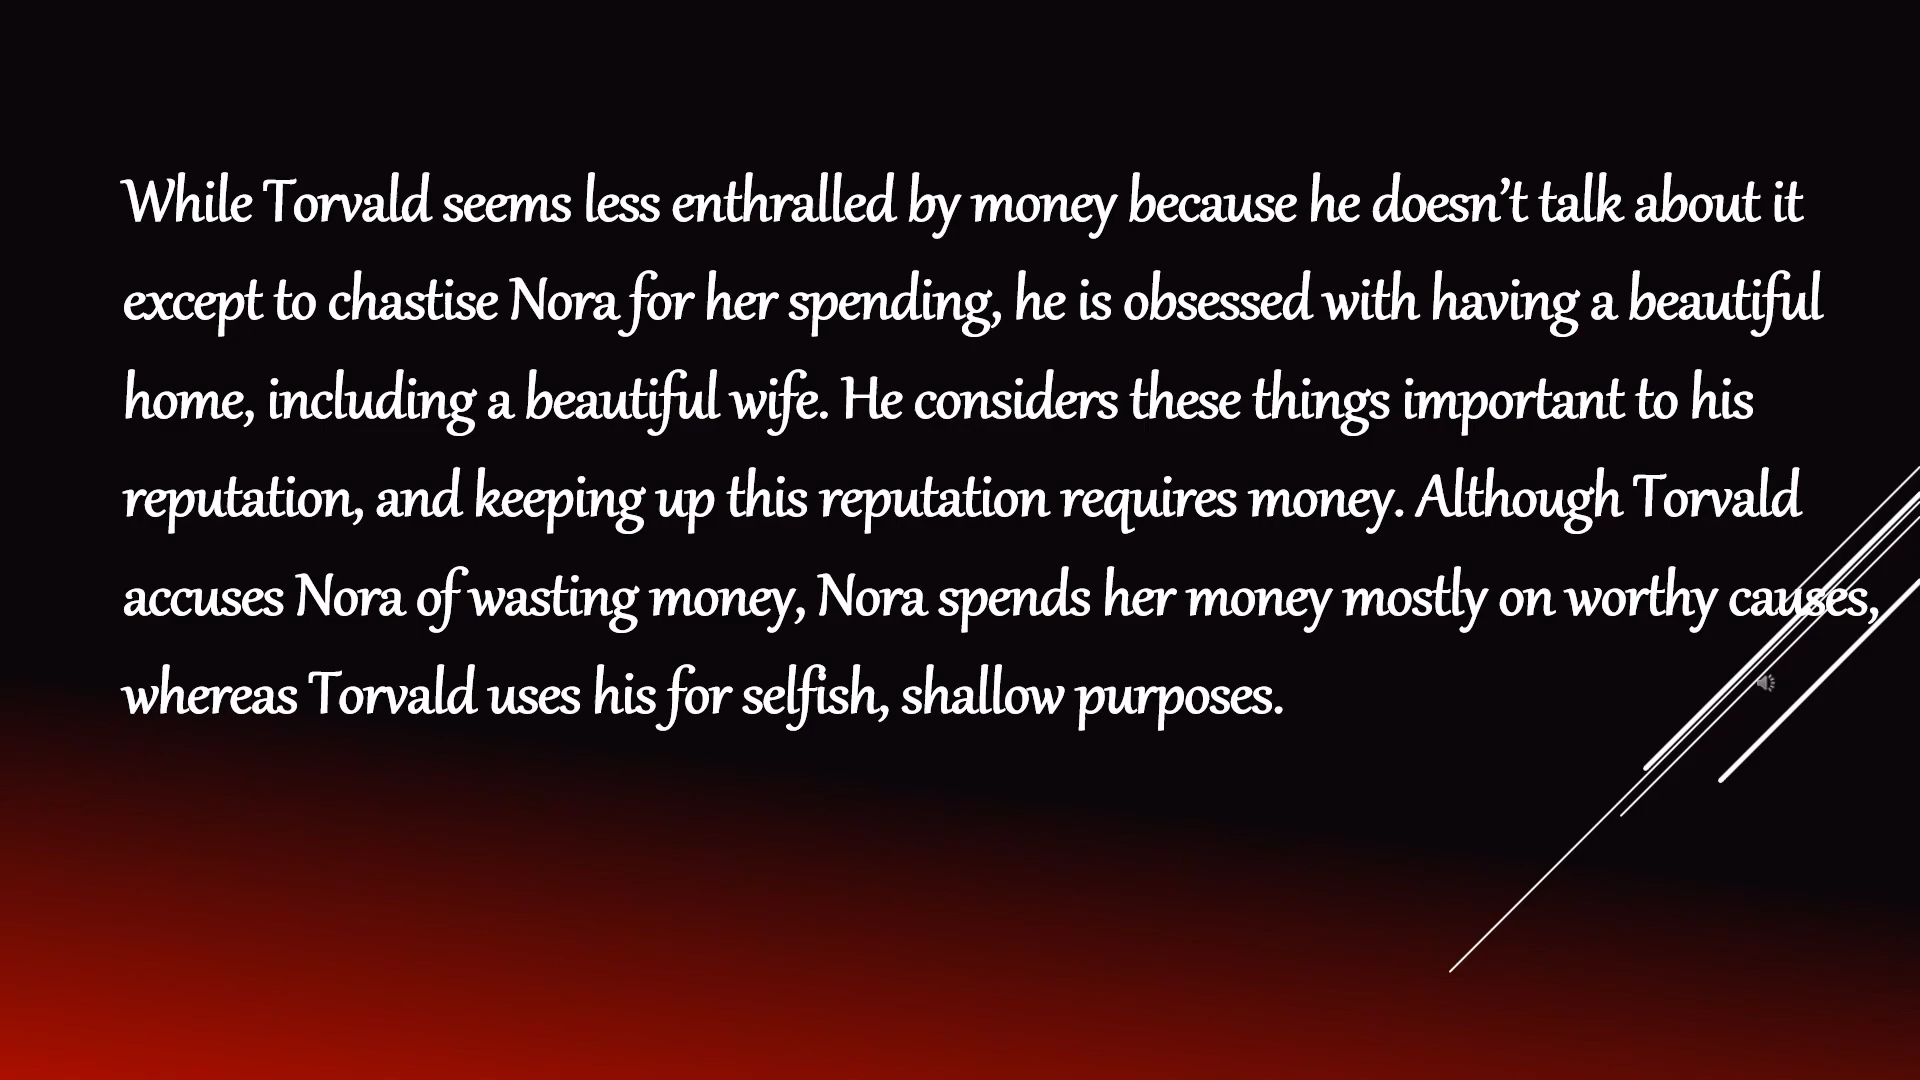 While Torvald seems less enthralled by money because he doesn’t talk about it
except to chastise Nora for her spending, he is obsessed with having a beautiful
home, including a beautiful wife. He considers these things important to his
reputation, and keeping up this reputation requires money. Although Torvald
accuses Nora of wasting money, Nora spends her money mostly on worthy causes,
whereas Torvald uses his for selfish, shallow purposes.